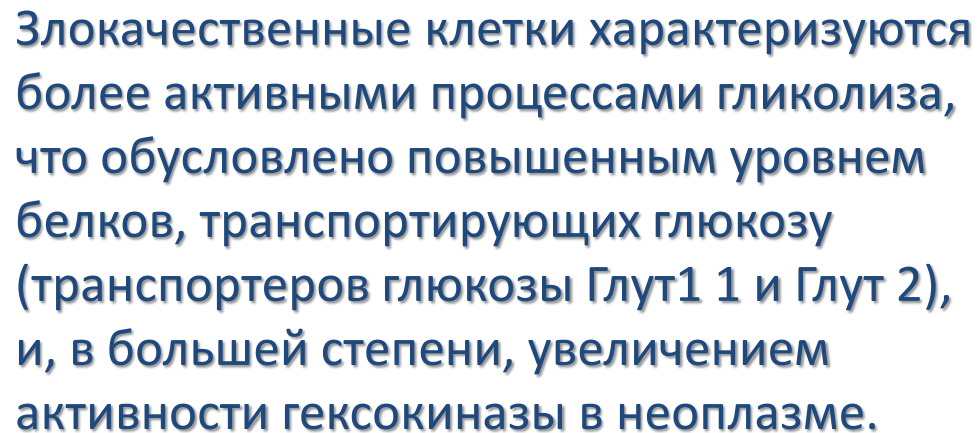 Злокачественные клетки характеризуются
более активными процессами гликолиза,
что обусловлено повышенным уровнем
белков, транспортирующих глюкозу
(транспортеров глюкозы Глут1 1 и Глут 2),
и, в большей степени, увеличением
активности гексокиназы в неоплазме.